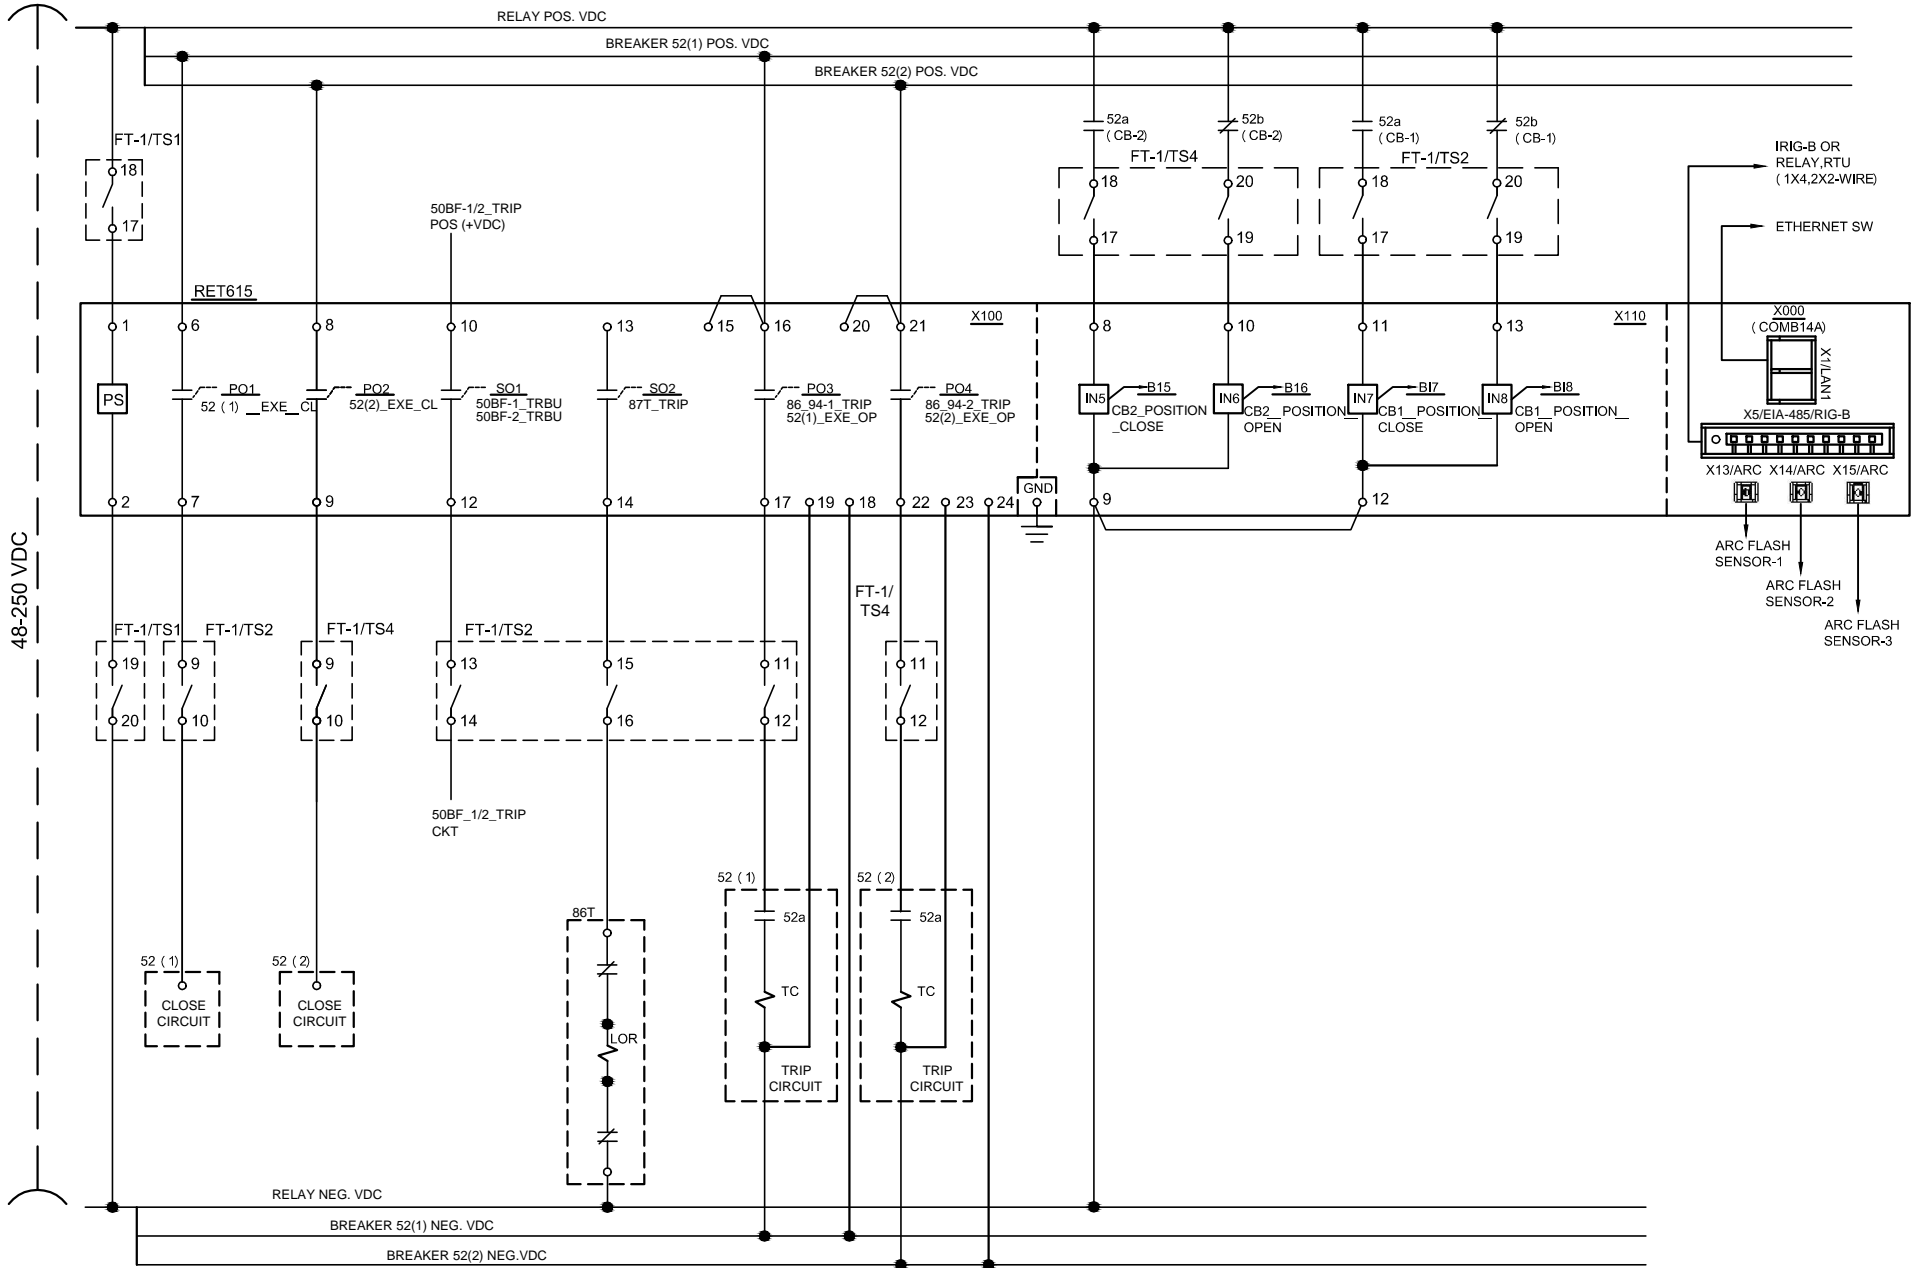 RELAY POS. VDC
BREAKER 52(1) POS. VDC
BREAKER 52(2) POS. VDC
48-250 VDC
FT-1/TS1
18
17
50BF-1/2_TRIP
POS (+VDC)
52a
( CB-2)
52b
( CB-2)
52a
( CB-1)
52b
( CB-1)
FT-1/TS4
FT-1/TS2
18
20
18
20
17
19
17
19
IRIG-B OR
RELAY,RTU
( 1X4,2X2-WIRE)
ETHERNET SW
RET615
X100
X110
X000
( COMB14A)
1
6
8
10
13
15
16
20
21
8
10
11
13
PS
PO1
52 ( 1) __EXE__CL
PO2
52(2)_EXE_CL
SO1
50BF-1_TRBU
50BF-2_TRBU
SO2
87T_TRIP
PO3
86_94-1_TRIP
52(1)_EXE_OP
PO4
86_94-2_TRIP
52(2)_EXE_OP
IN5
B15
CB2_POSITION
_CLOSE
IN6
B16
CB2__POSITION__
OPEN
IN7
BI7
CB1__POSITION__
CLOSE
IN8
BI8
CB1__POSITION__
OPEN
X1/LAN1
X5/EIA-485/RIG-B
X13/ARC X14/ARC X15/ARC
2
7
9
12
14
17
19
18
22
23
24
GND
9
12
ARC FLASH
SENSOR-1
ARC FLASH
SENSOR-2
ARC FLASH
SENSOR-3
FT-1/TS1
FT-1/TS2
FT-1/TS4
FT-1/TS2
FT-1/
TS4
19
9
9
13
15
11
11
20
10
10
14
16
12
12
50BF_1/2_TRIP
CKT
52 ( 1)
CLOSE
CIRCUIT
52 ( 2)
CLOSE
CIRCUIT
86T
LOR
52 ( 1)
52a
TC
TRIP
CIRCUIT
52 ( 2)
52a
TC
TRIP
CIRCUIT
RELAY NEG. VDC
BREAKER 52(1) NEG. VDC
BREAKER 52(2) NEG.VDC